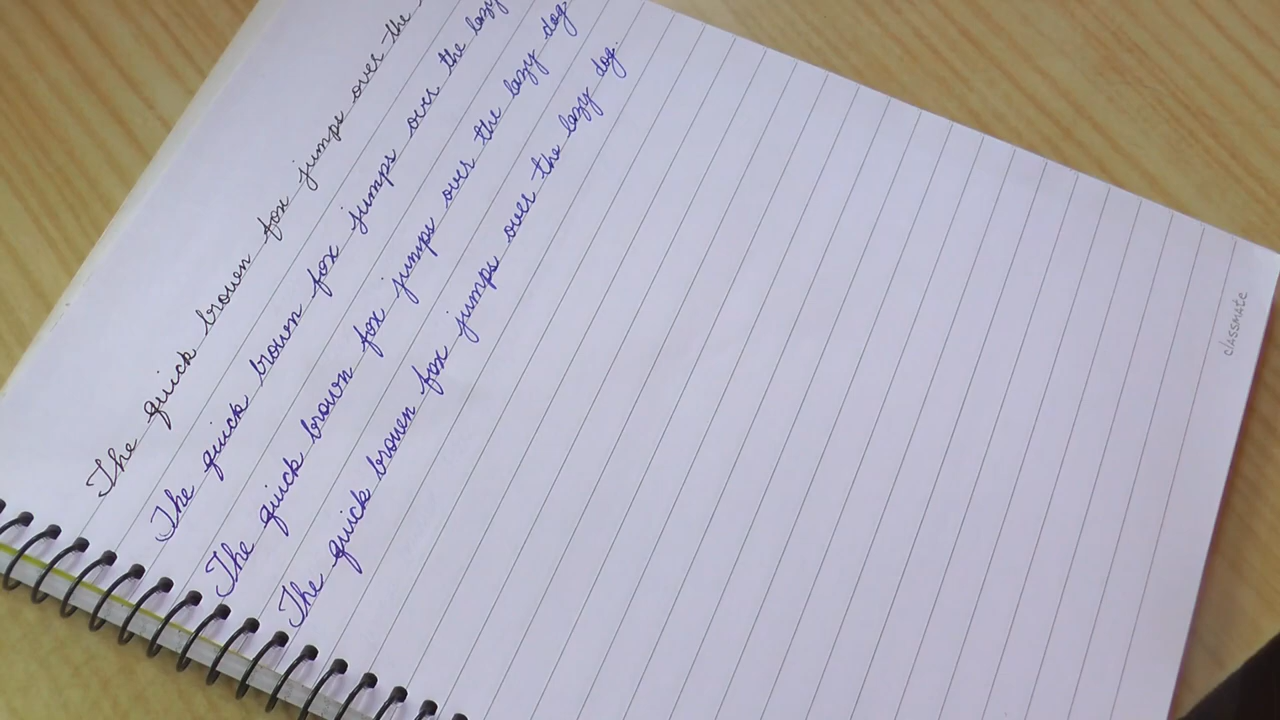 The quick brown fox jumps over the
The quick brown fox jumps over the lazy
The quick brown fox jumps over the lazy dog
The quick brown fox jumps over the lazy dog.
classmate